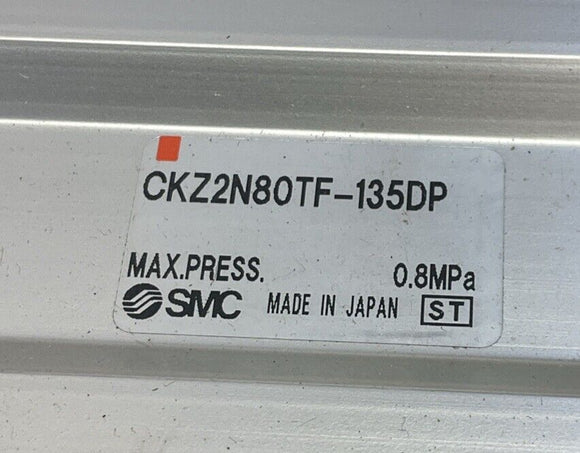 CKZ2N80TF-135DP
MAX.PRESS. 0.8MPa
SMC MADE IN JAPAN ST